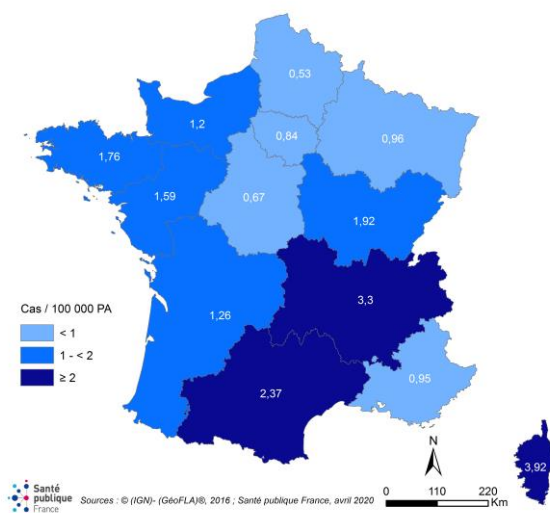 0,53
1,2
0,84
0,96
1,76
1,59
0,67
1,92
Cas / 100 000 PA
< 1
1 - < 2
≥ 2
1,26
3,3
2,37
0,95
N
3,92
Santé
publique
France
Sources : © (IGN)- (GéoFLA)®, 2016 ; Santé publique France, avril 2020
0 110 220
Km